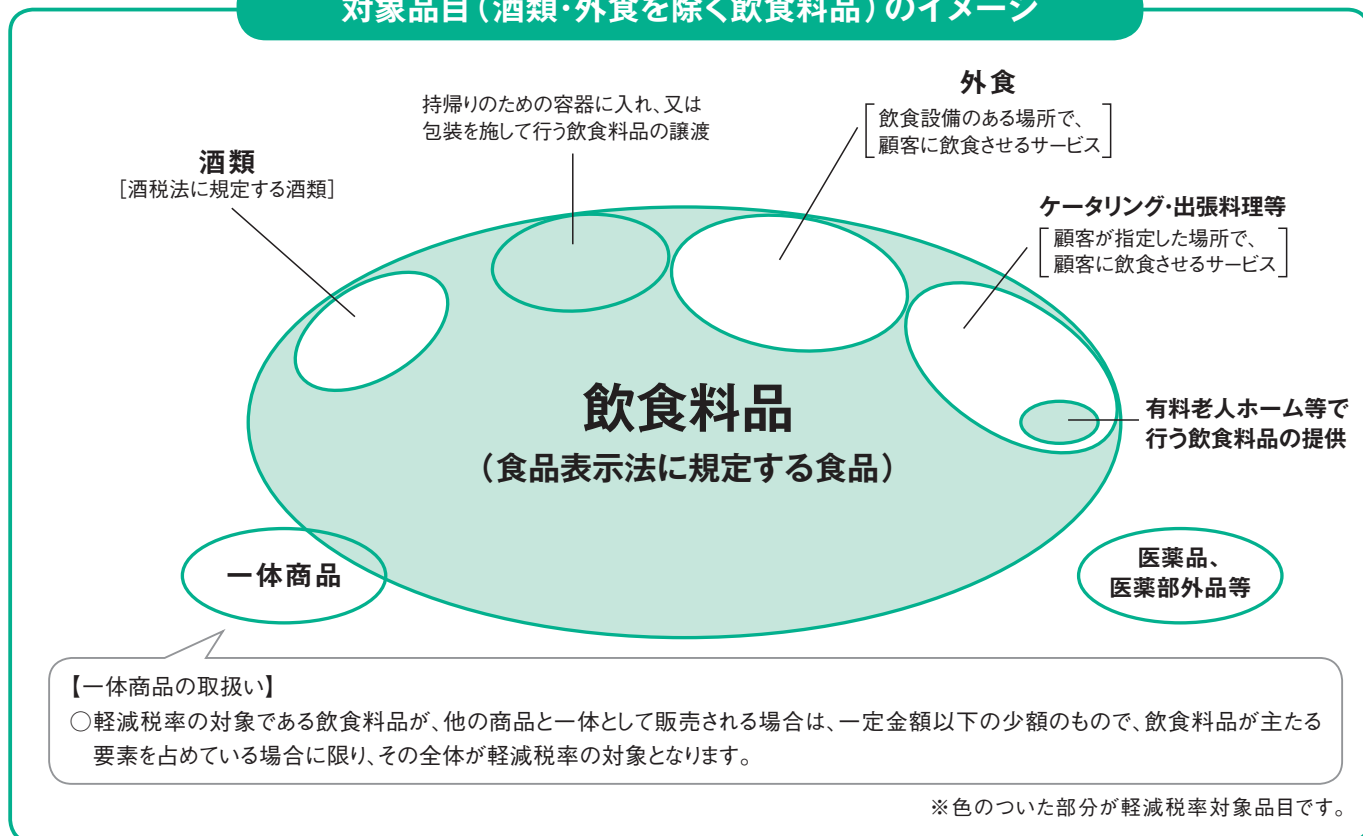 対象品目(酒類・外食を除く飲食料品)のイメージ
外食
飲食設備のある場所で、
顧客に飲食させるサービス
持帰りのための容器に入れ、又は
包装を施して行う飲食料品の譲渡
酒類
[酒税法に規定する酒類]
ケータリング・出張料理等
顧客が指定した場所で、
顧客に飲食させるサービス
飲食料品
(食品表示法に規定する食品)
有料老人ホーム等で
行う飲食料品の提供
一体商品
医薬品、
医薬部外品等
【一体商品の取扱い】
○軽減税率の対象である飲食料品が、他の商品と一体として販売される場合は、一定金額以下の少額のもので、飲食料品が主たる
要素を占めている場合に限り、その全体が軽減税率の対象となります。
※色のついた部分が軽減税率対象品目です。